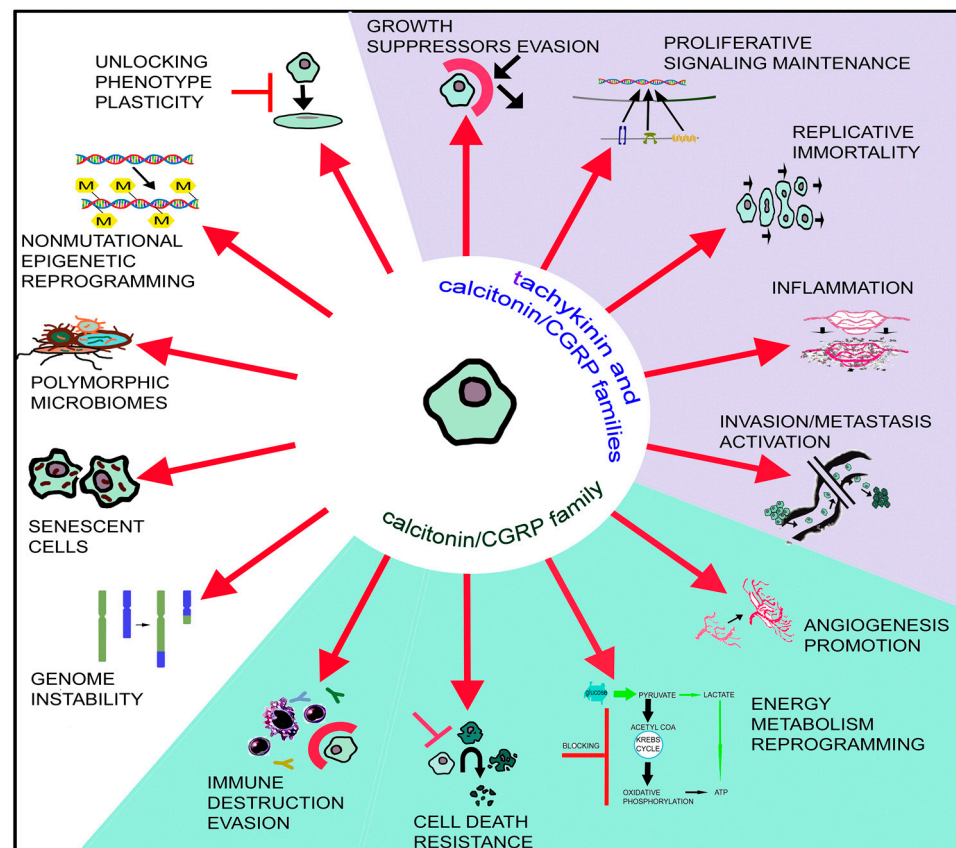 GROWTH
SUPPRESSORS EVASION
PROLIFERATIVE
SIGNALING MAINTENANCE
UNLOCKING
PHENOTYPE
PLASTICITY
REPLICATIVE
IMMORTALITY
M M M
M M
NONMUTATIONAL
EPIGENETIC
REPROGRAMMING
tachykinin and
calcitonin/CGRP families
INFLAMMATION
POLYMORPHIC
MICROBIOMES
INVASION/METASTASIS
ACTIVATION
calcitonin/CGRP family
SENESCENT
CELLS
ANGIOGENESIS
PROMOTION
GENOME
INSTABILITY
glucose PYRUVATE LACTATE
ACETYL COA
KREBS
CYCLE
BLOCKING
OXIDATIVE
PHOSPHORYLATION ATP
ENERGY
METABOLISM
REPROGRAMMING
IMMUNE
DESTRUCTION
EVASION
CELL DEATH
RESISTANCE